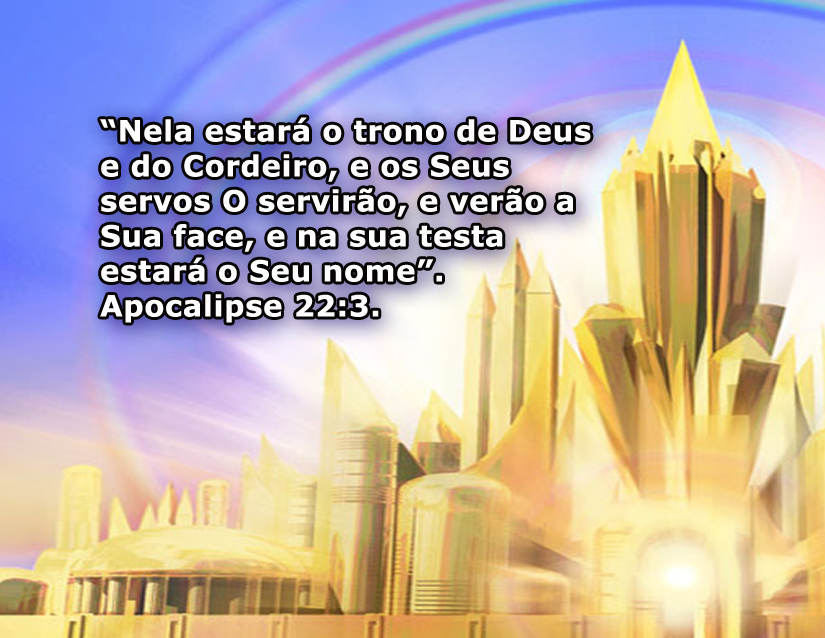 “Nela estará o trono de Deus
e do Cordeiro, e os Seus
servos O servirão, e verão a
Sua face, e na sua testa
estará o Seu nome”.
Apocalipse 22:3.